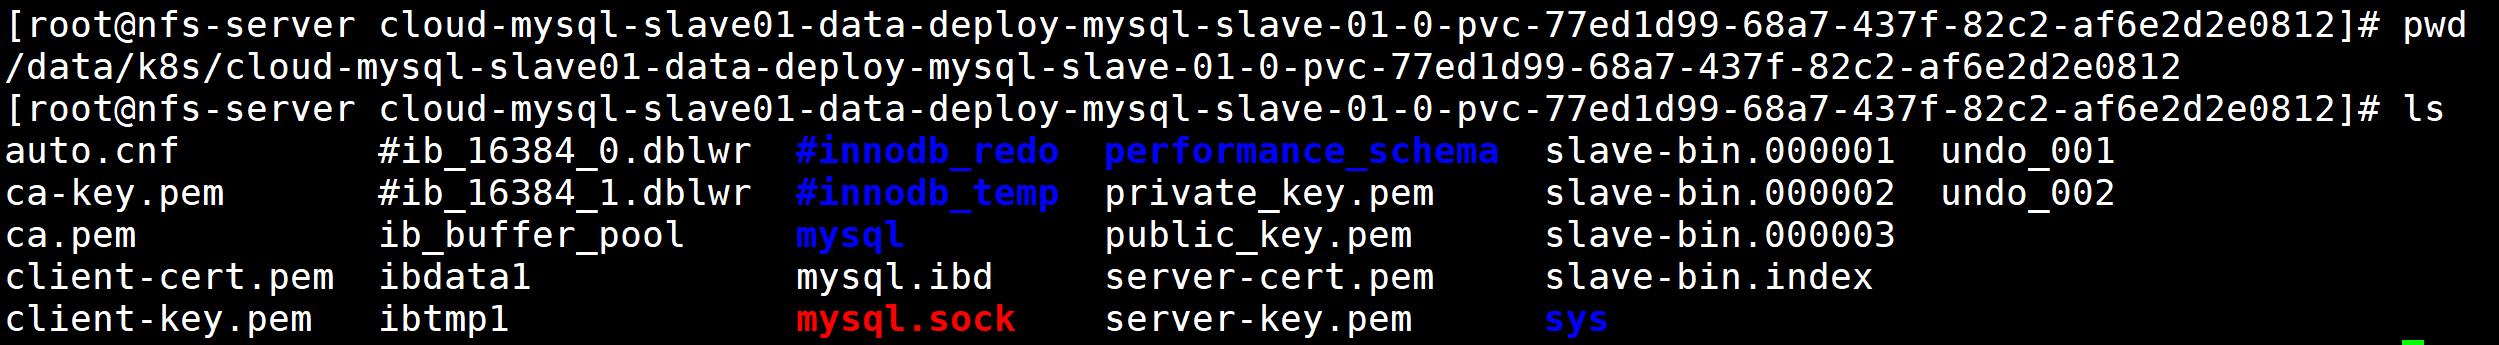 [root@nfs-server cloud-mysql-slave01-data-deploy-mysql-slave-01-0-pvc-77ed1d99-68a7-437f-82c2-af6e2d2e0812]# pwd
/data/k8s/cloud-mysql-slave01-data-deploy-mysql-slave-01-0-pvc-77ed1d99-68a7-437f-82c2-af6e2d2e0812
[root@nfs-server cloud-mysql-slave01-data-deploy-mysql-slave-01-0-pvc-77ed1d99-68a7-437f-82c2-af6e2d2e0812]# ls
auto.cnf         #ib_16384_0.dblwr  #innodb_redo  performance_schema  slave-bin.000001  undo_001
ca-key.pem       #ib_16384_1.dblwr  #innodb_temp  private_key.pem     slave-bin.000002  undo_002
ca.pem           ib_buffer_pool     mysql         public_key.pem      slave-bin.000003
client-cert.pem  ibdata1            mysql.ibd     server-cert.pem     slave-bin.index
client-key.pem   ibtmp1             mysql.sock    server-key.pem      sys